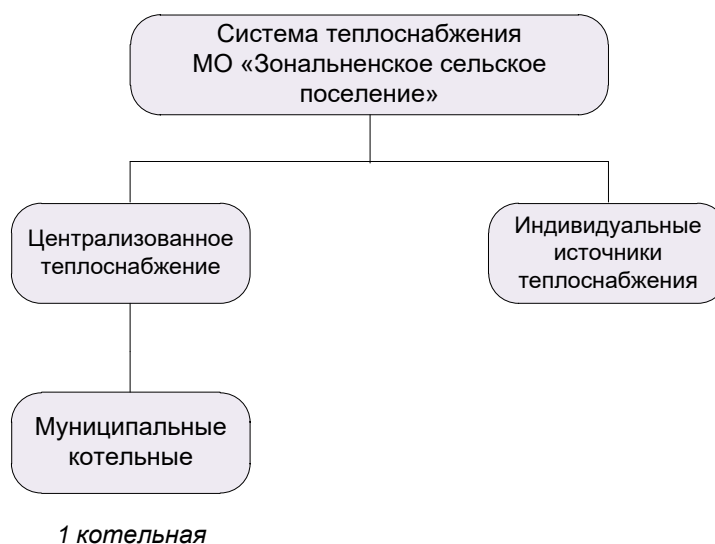 Система теплоснабжения
МО «Зональненское сельское
поселение»
Централизованное
теплоснабжение
Индивидуальные
источники
теплоснабжения
Муниципальные
котельные
1 котельная